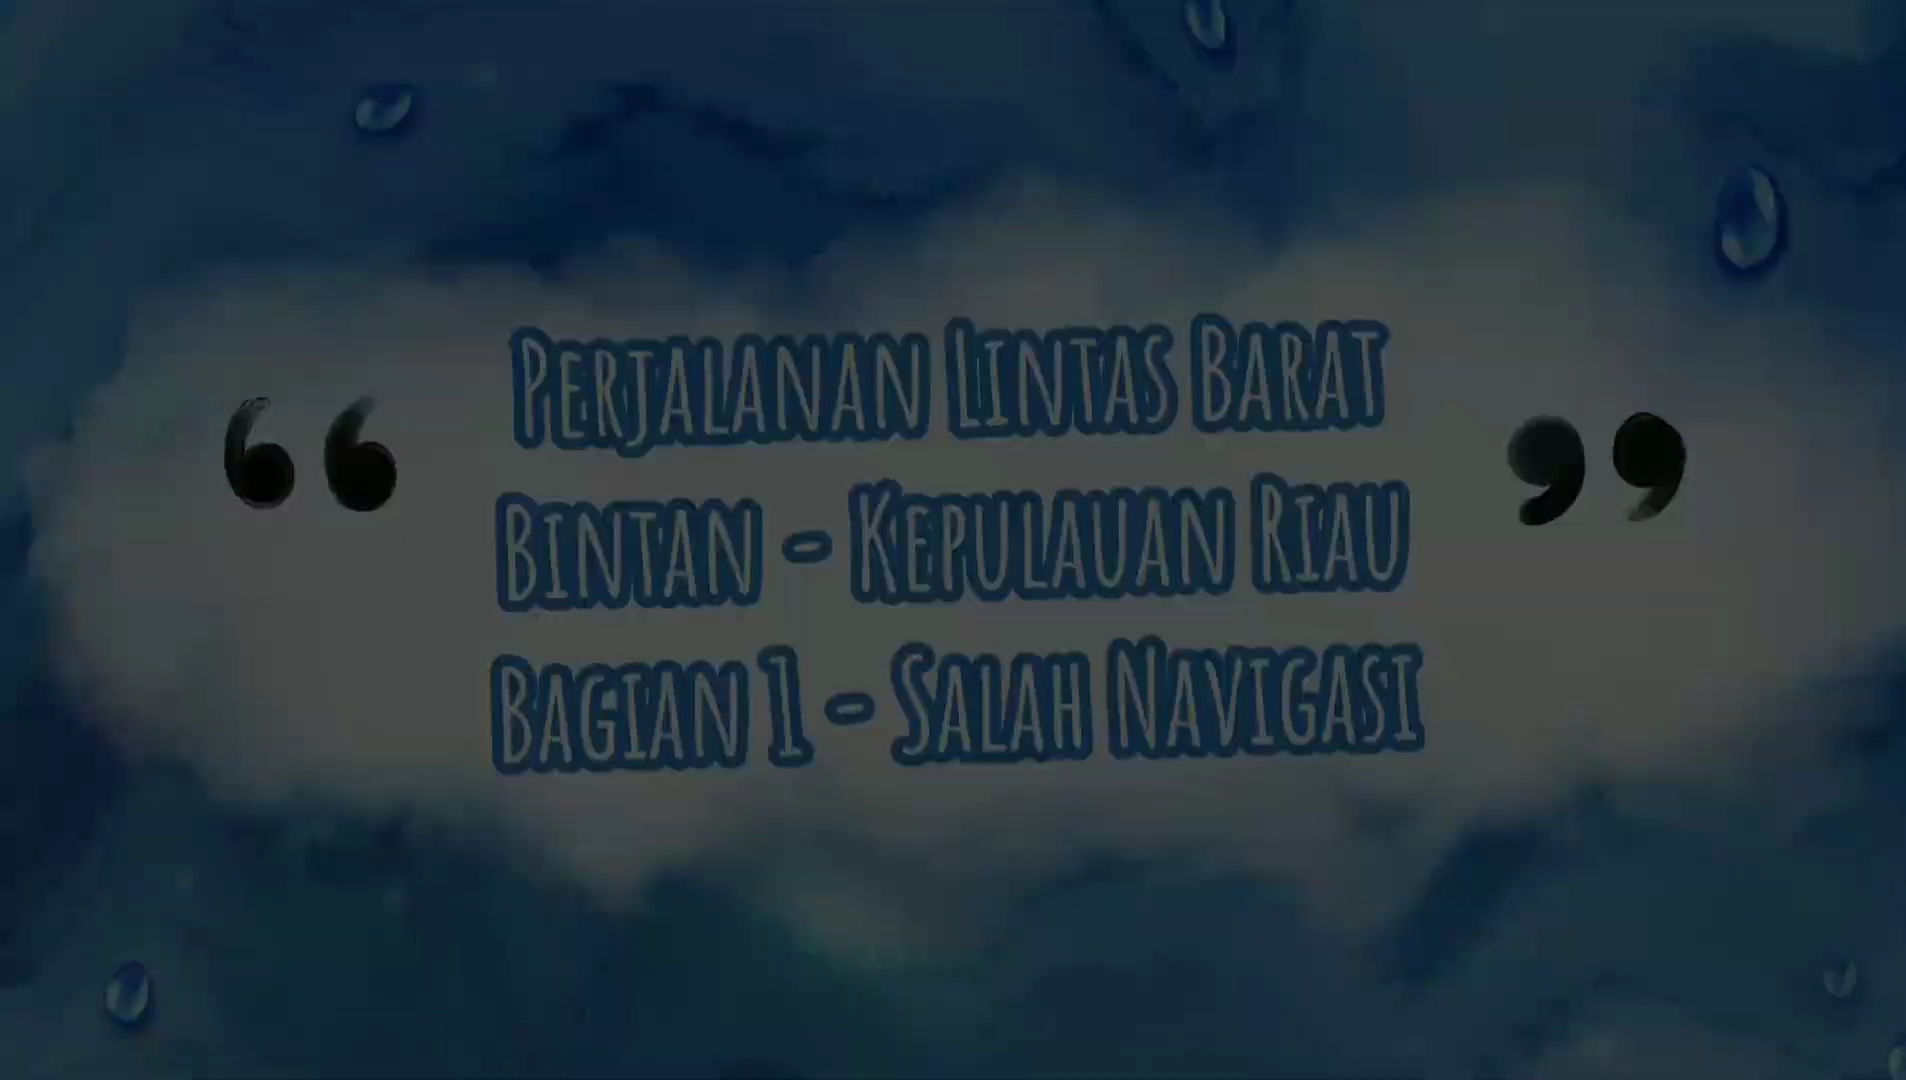 Perjalanan Lintas Barat
Bintan - Kepulauan Riau
Bagian 1 - Salah Navigasi